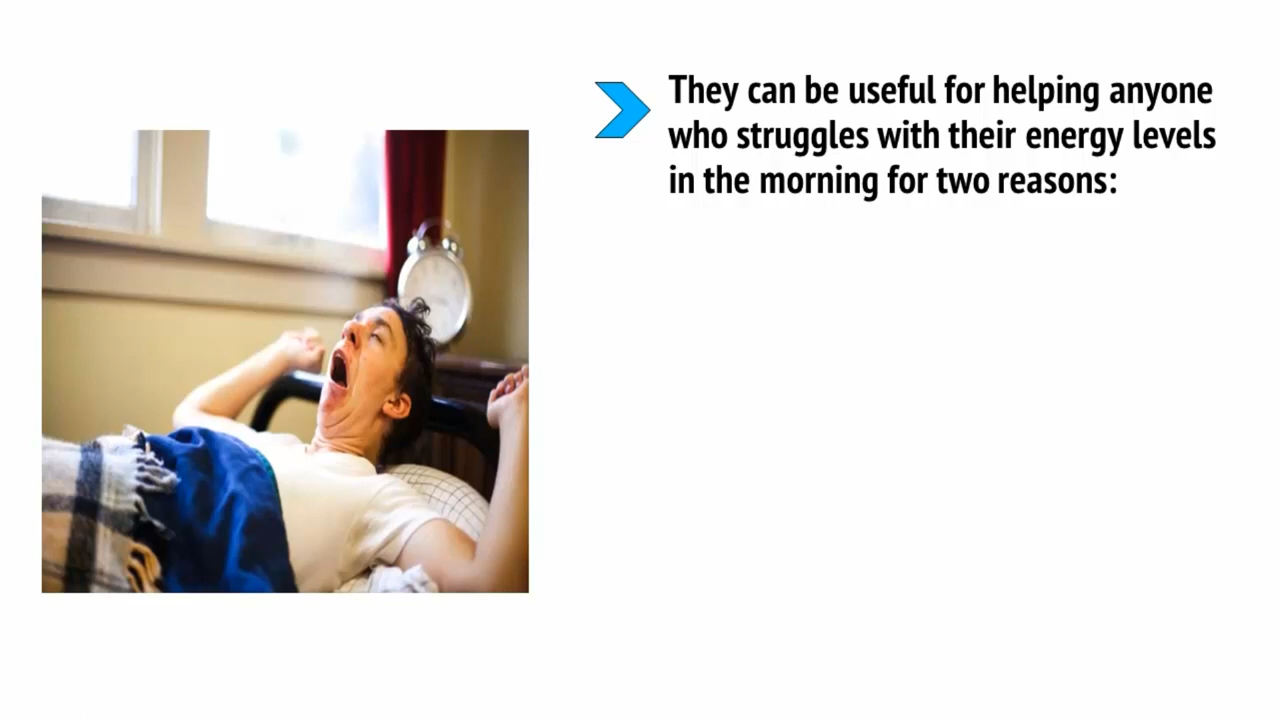 They can be useful for helping anyone
who struggles with their energy levels
in the morning for two reasons: